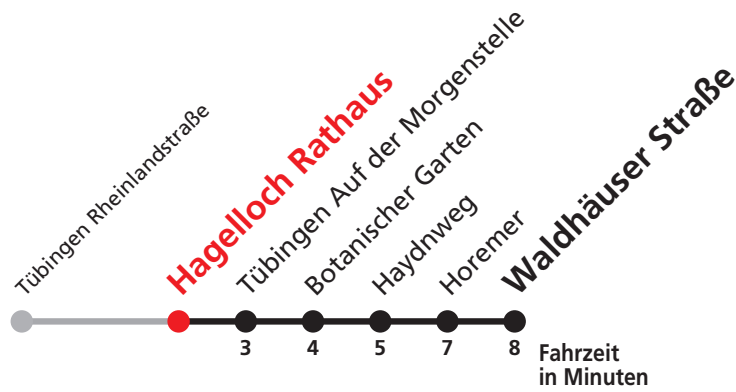 Tübingen Rheinlandstraße
Hagelloch Rathaus
Tübingen Auf der Morgenstelle
Botanischer Garten
Haydnweg
Horemer
Waldhäuser Straße
3 4 5 7 8
Fahrzeit
in Minuten